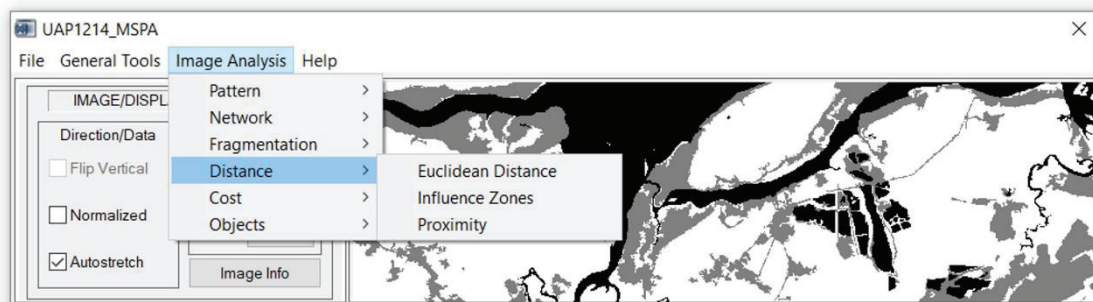 UAP1214_MSPA
File General Tools Image Analysis Help
IMAGE/DISPL
Direction/Data
Flip Vertical
Normalized
Autostretch
Pattern
Network
Fragmentation
Distance
Cost
Objects
Euclidean Distance
Influence Zones
Proximity
Image Info